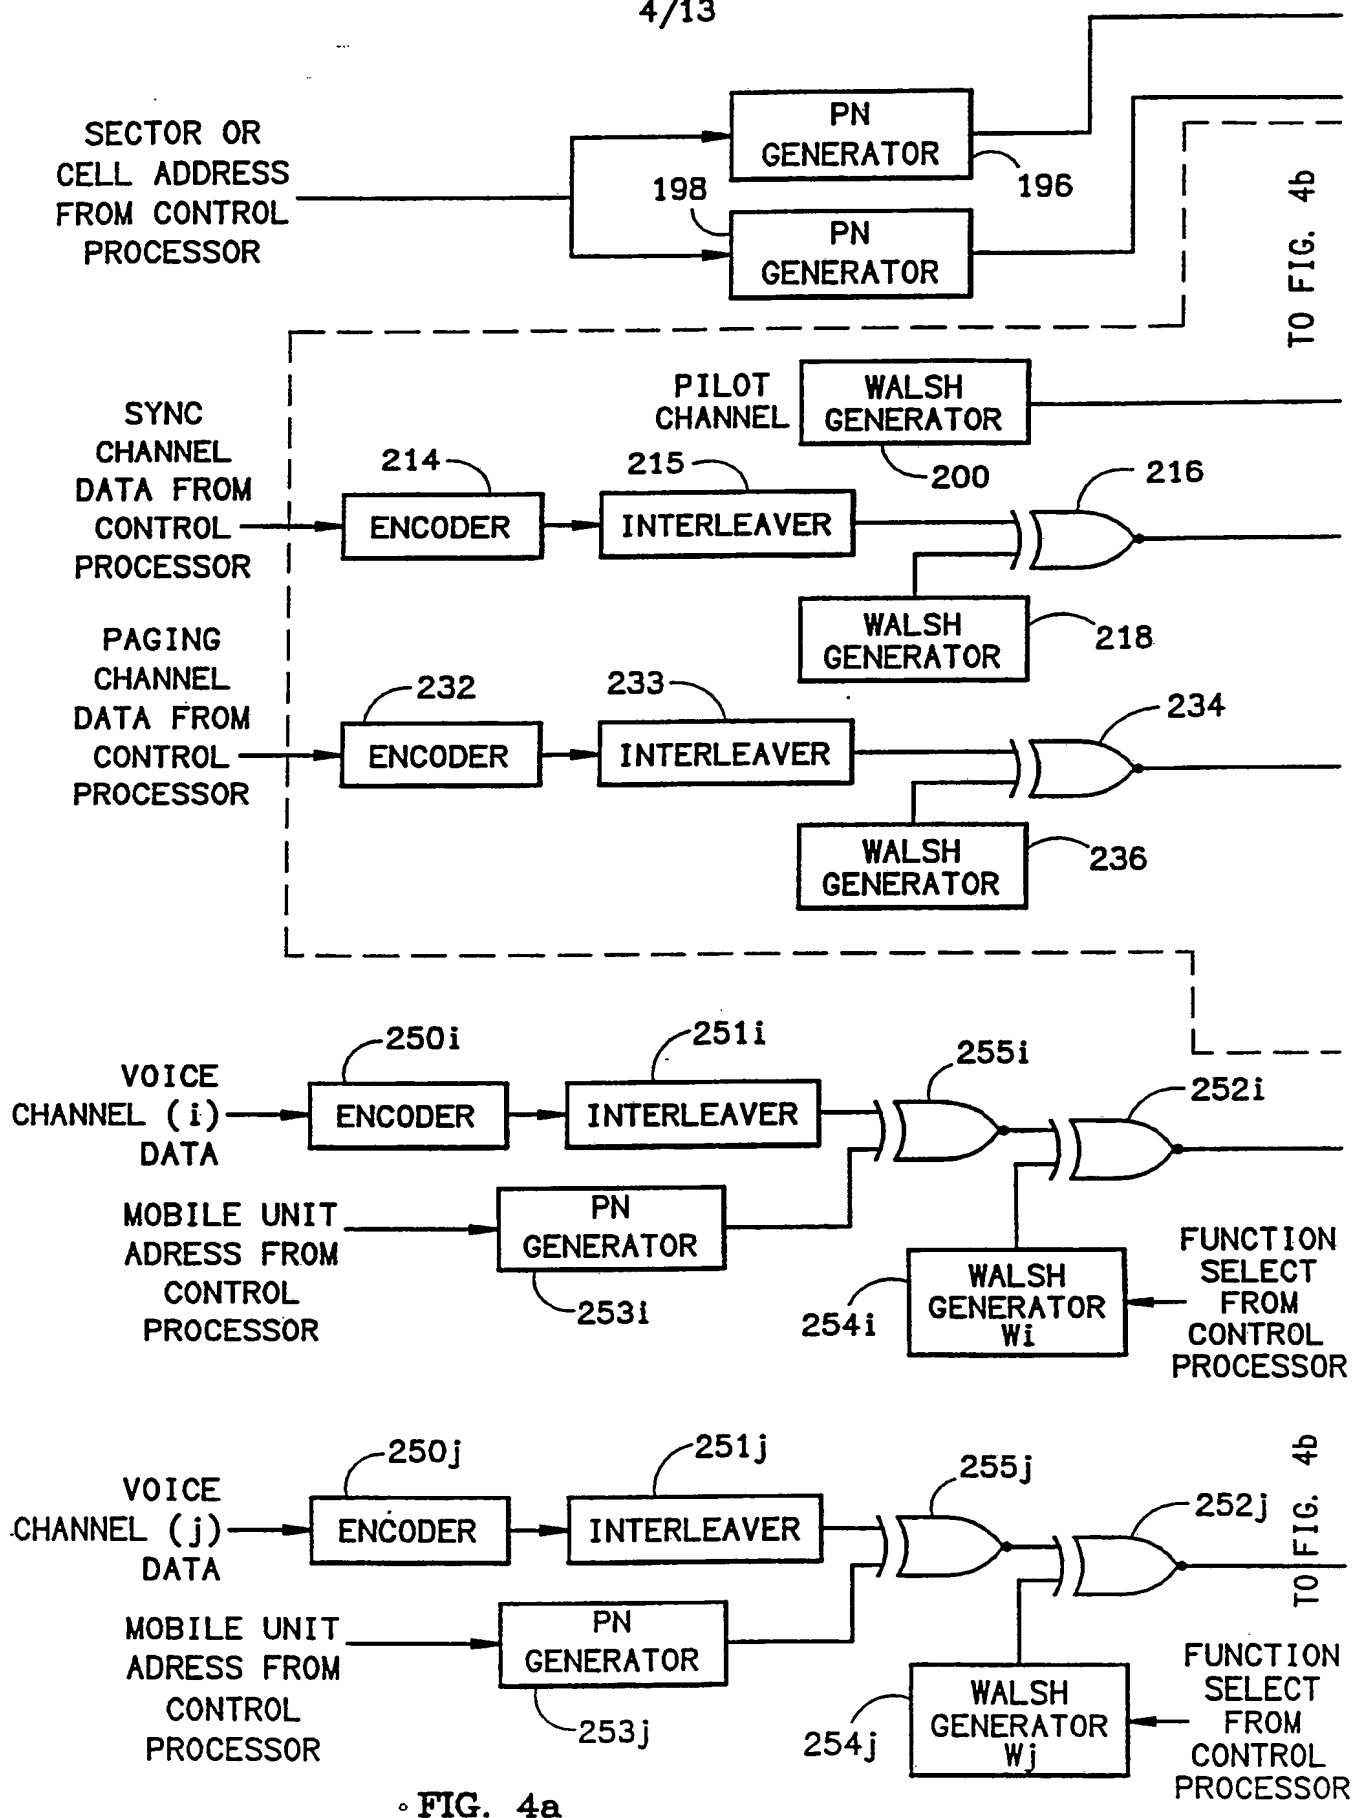 4/13
SECTOR OR
CELL ADDRESS
FROM CONTROL
PROCESSOR
PN
GENERATOR
196
198
PN
GENERATOR
TO FIG. 4b
PILOT
CHANNEL
WALSH
GENERATOR
200
SYNC
CHANNEL
DATA FROM
CONTROL
PROCESSOR
214
ENCODER
215
INTERLEAVER
216
WALSH
GENERATOR
218
PAGING
CHANNEL
DATA FROM
CONTROL
PROCESSOR
232
ENCODER
233
INTERLEAVER
234
WALSH
GENERATOR
236
VOICE
CHANNEL (i)
DATA
250i
ENCODER
251i
INTERLEAVER
255i
252i
MOBILE UNIT
ADRESS FROM
CONTROL
PROCESSOR
PN
GENERATOR
253i
254i
WALSH
GENERATOR
Wi
FUNCTION
SELECT
FROM
CONTROL
PROCESSOR
VOICE
CHANNEL (j)
DATA
250j
ENCODER
251j
INTERLEAVER
255j
252j
TO FIG. 4b
MOBILE UNIT
ADRESS FROM
CONTROL
PROCESSOR
PN
GENERATOR
253j
254j
WALSH
GENERATOR
Wj
FUNCTION
SELECT
FROM
CONTROL
PROCESSOR
FIG. 4a